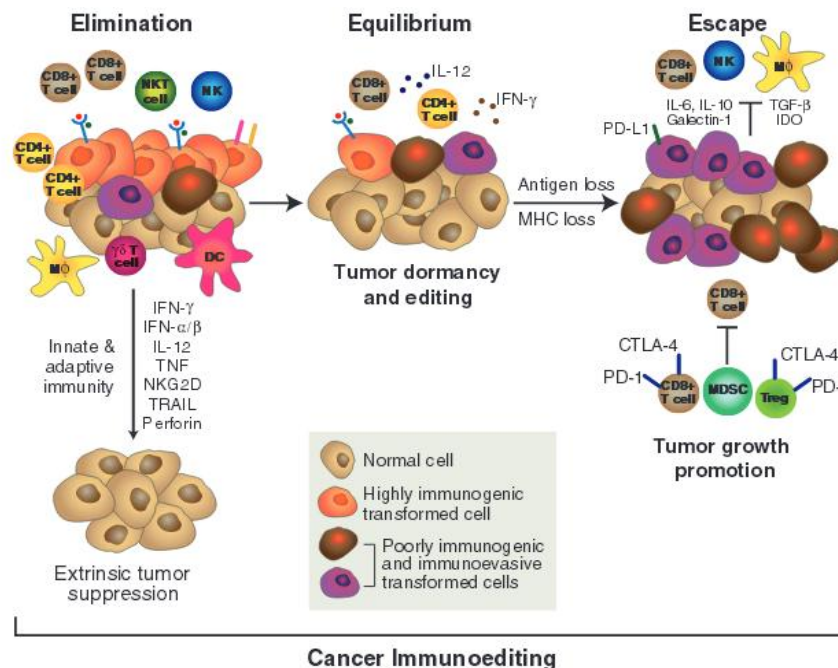 Elimination
CD8+
T cell
CD8+
T cell
NKT
cell
NK
CD4+
T cell
CD4+
T cell
Mϕ
γδ T
cell
DC
Innate &
adaptive
immunity
IFN-γ
IFN-α/β
IL-12
TNF
NKG2D
TRAIL
Perforin
Extrinsic tumor
suppression
Equilibrium
CD8+
T cell
IL-12
CD4+
T cell
IFN-γ
Tumor dormancy
and editing
Antigen loss
MHC loss
Escape
CD8+
T cell
NK
Mϕ
IL-6, IL-10
Galectin-1
TGF-β
IDO
PD-L1
CD8+
T cell
CTLA-4
PD-1
CD8+
T cell
MDSC
Treg
CTLA-4
PD-
Tumor growth
promotion
Normal cell
Highly immunogenic
transformed cell
Poorly immunogenic
and immunoevasive
transformed cells
Cancer Immunoediting